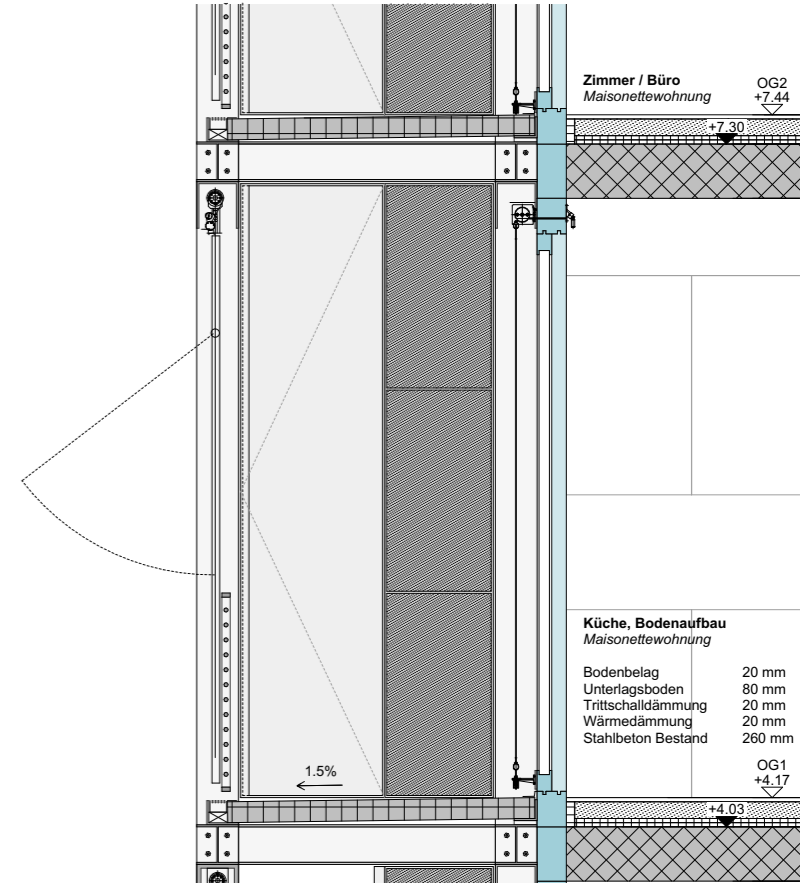 Zimmer / Büro
Maisonettewohnung
OG2
+7.44
+7.30
Küche, Bodenaufbau
Maisonettewohnung
Bodenbelag 20 mm
Unterlagsboden 80 mm
Trittschalldämmung 20 mm
Wärmedämmung 20 mm
Stahlbeton Bestand 260 mm
1.5%
OG1
+4.17
+4.03